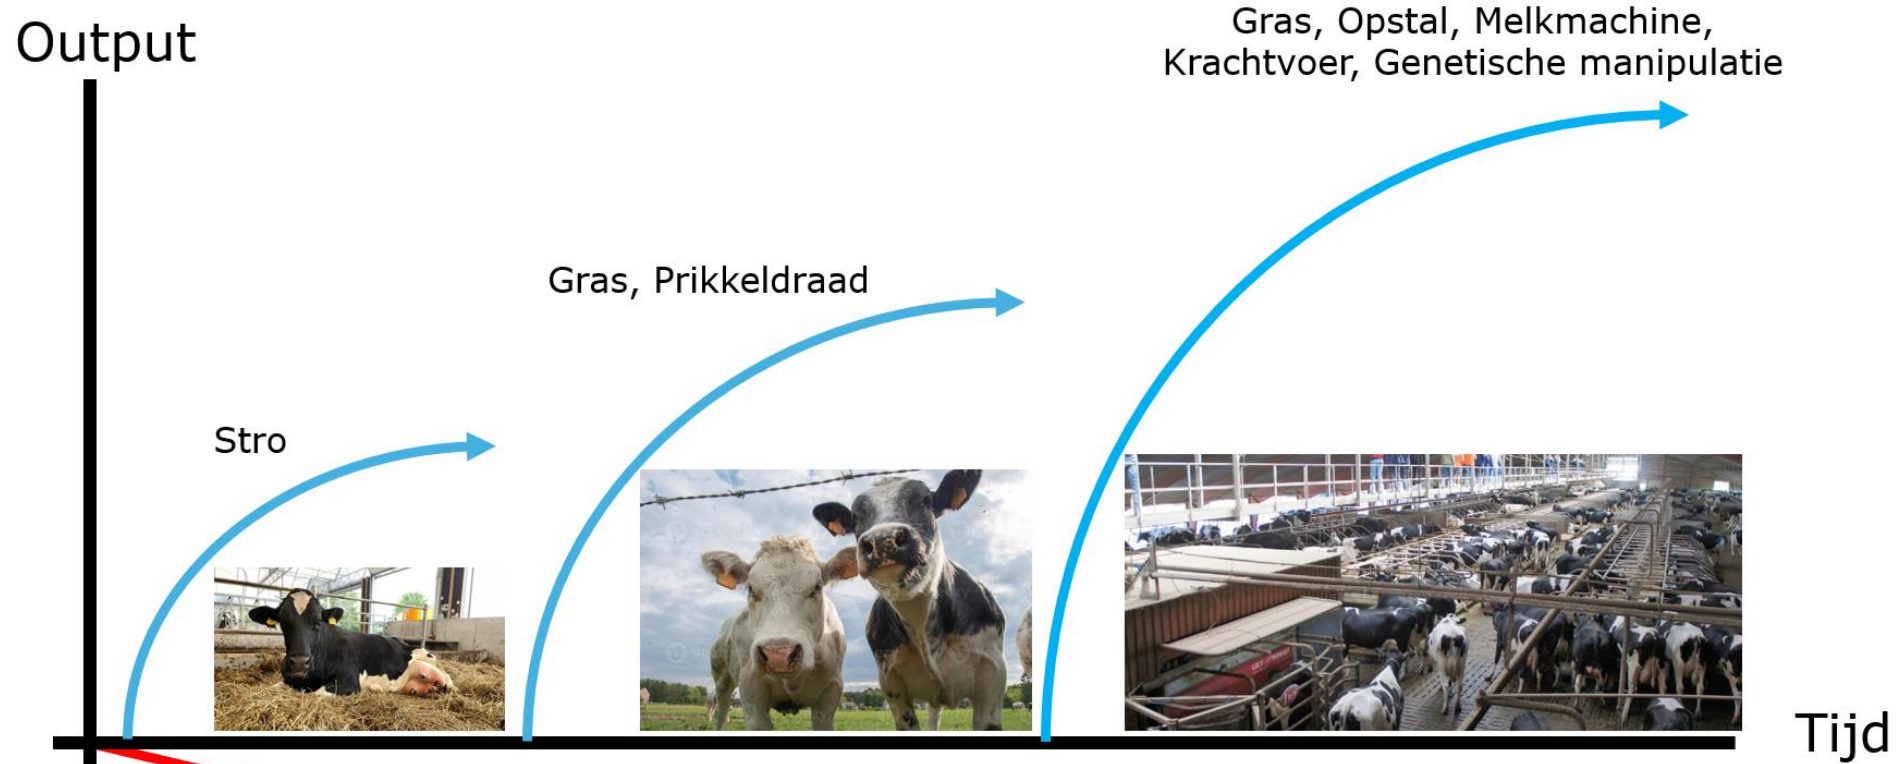 Output
Gras, Opstal, Melkmachine,
Krachtvoer, Genetische manipulatie
Gras, Prikkeldraad
Stro
Tijd